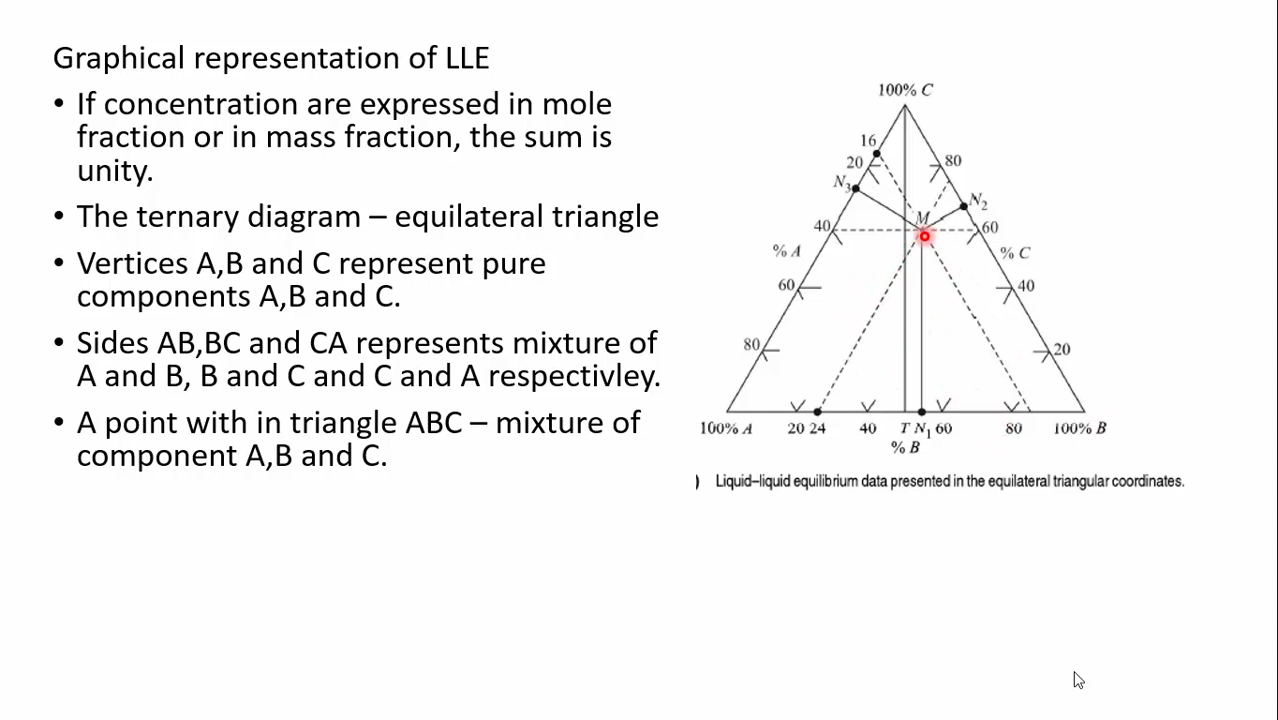 Graphical representation of LLE
• If concentration are expressed in mole
fraction or in mass fraction, the sum is
unity.
• The ternary diagram – equilateral triangle
• Vertices A,B and C represent pure
components A,B and C.
• Sides AB,BC and CA represents mixture of
A and B, B and C and C and A respectivley.
• A point with in triangle ABC – mixture of
component A,B and C.
100% C
16
20
80
N3
N2
M
40
60
% A
% C
60
40
80
20
100% A
20 24 40 T N1 60 80
100% B
% B
) Liquid–liquid equilibrium data presented in the equilateral triangular coordinates.